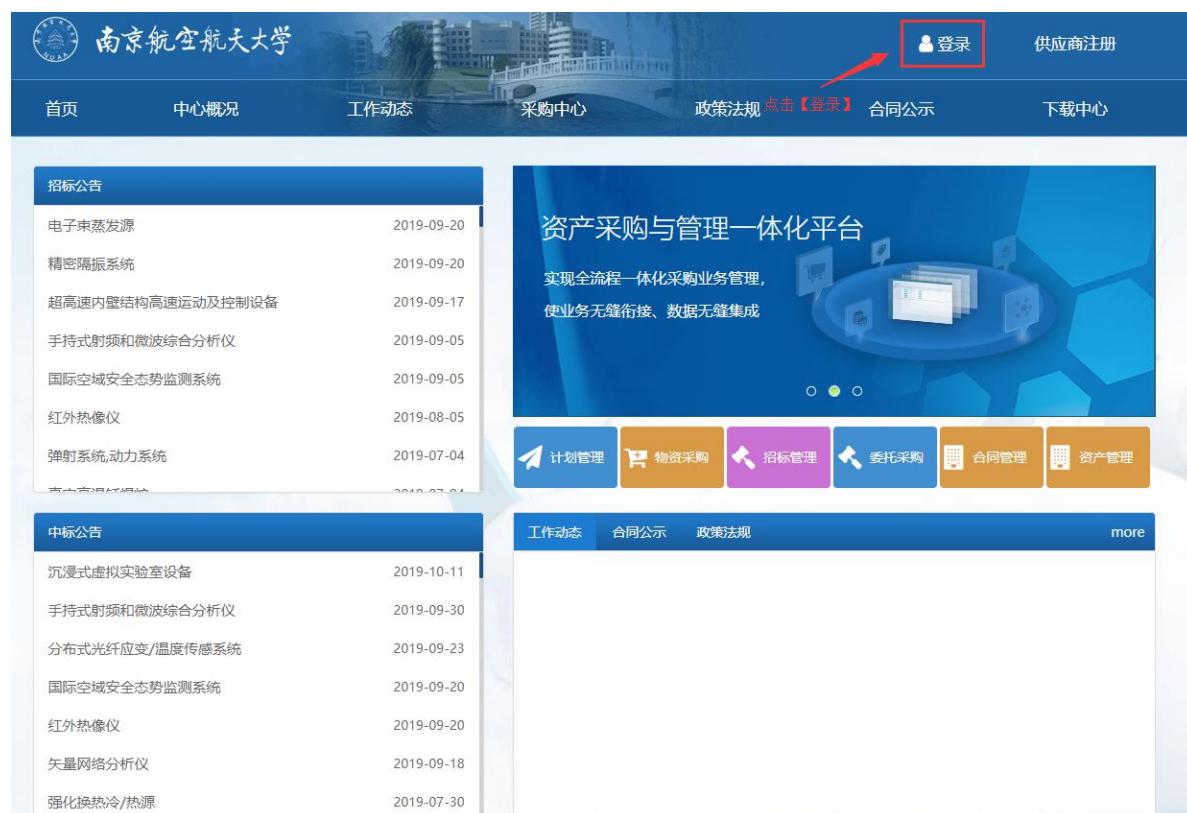 南京航空航天大学
NUAA
登录
供应商注册
首页
中心概况
工作动态
采购中心
政策法规
点击【登录】
合同公示
下载中心
招标公告
电子束蒸发源 2019-09-20
精密隔振系统 2019-09-20
超高速内壁结构高速运动及控制设备 2019-09-17
手持式射频和微波综合分析仪 2019-09-05
国际空域安全态势监测系统 2019-09-05
红外热像仪 2019-08-05
弹射系统,动力系统 2019-07-04
资产采购与管理一体化平台
实现全流程一体化采购业务管理，
使业务无缝衔接、数据无缝集成
计划管理
物资采购
招标管理
委托采购
合同管理
资产管理
中标公告
沉浸式虚拟实验室设备 2019-10-11
手持式射频和微波综合分析仪 2019-09-30
分布式光纤应变/温度传感系统 2019-09-23
国际空域安全态势监测系统 2019-09-20
红外热像仪 2019-09-20
矢量网络分析仪 2019-09-18
强化换热冷/热源 2019-07-30
工作动态
合同公示
政策法规
more